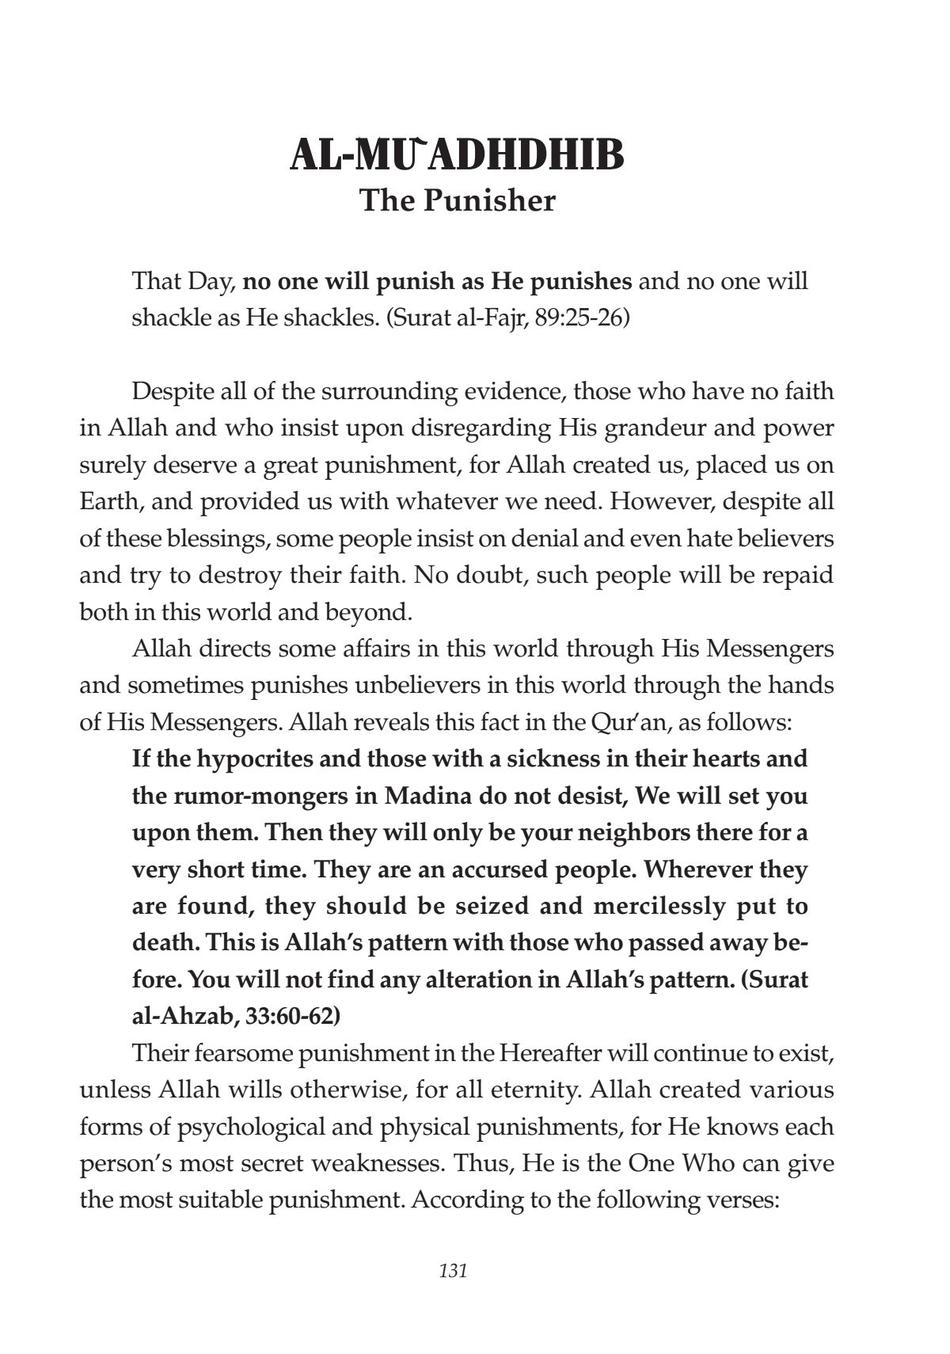 AL-MU`ADHDHIB
The Punisher
That Day, no one will punish as He punishes and no one will
shackle as He shackles. (Surat al-Fajr, 89:25-26)
Despite all of the surrounding evidence, those who have no faith
in Allah and who insist upon disregarding His grandeur and power
surely deserve a great punishment, for Allah created us, placed us on
Earth, and provided us with whatever we need. However, despite all
of these blessings, some people insist on denial and even hate believers
and try to destroy their faith. No doubt, such people will be repaid
both in this world and beyond.
Allah directs some affairs in this world through His Messengers
and sometimes punishes unbelievers in this world through the hands
of His Messengers. Allah reveals this fact in the Qur'an, as follows:
If the hypocrites and those with a sickness in their hearts and
the rumor-mongers in Madina do not desist, We will set you
upon them. Then they will only be your neighbors there for a
very short time. They are an accursed people. Wherever they
are found, they should be seized and mercilessly put to
death. This is Allah's pattern with those who passed away be-
fore. You will not find any alteration in Allah's pattern. (Surat
al-Ahzab, 33:60-62)
Their fearsome punishment in the Hereafter will continue to exist,
unless Allah wills otherwise, for all eternity. Allah created various
forms of psychological and physical punishments, for He knows each
person's most secret weaknesses. Thus, He is the One Who can give
the most suitable punishment. According to the following verses:
131